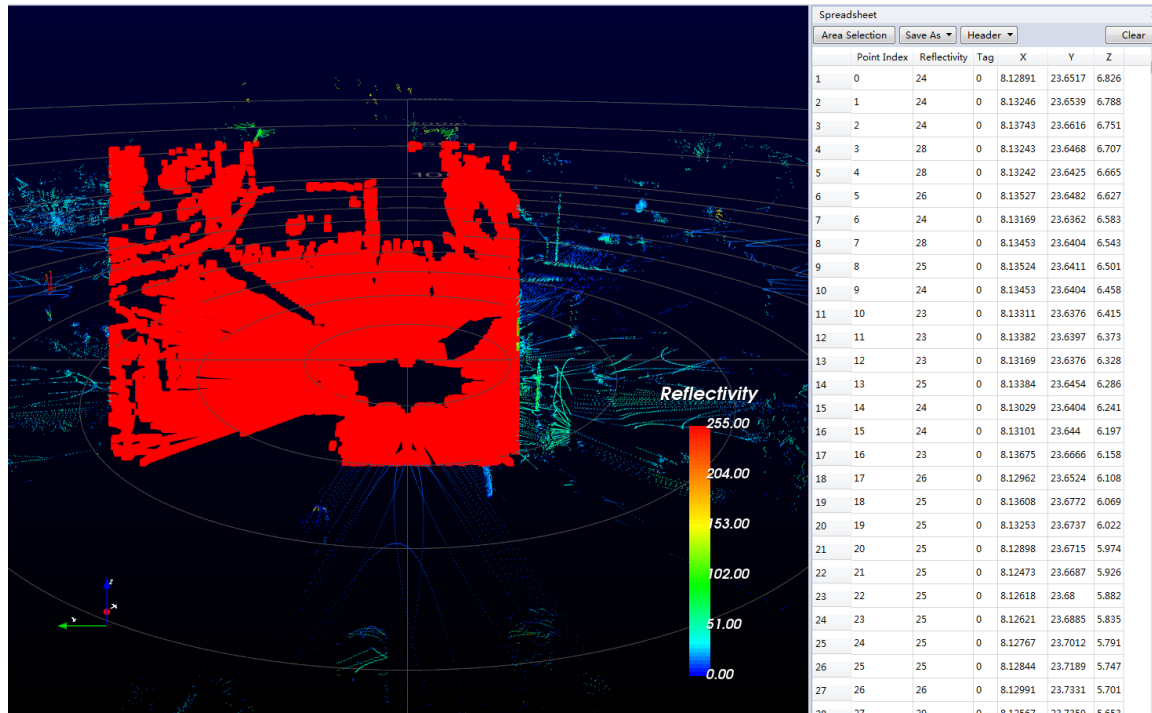 Spreadsheet
Area Selection Save As Header Clear
Point Index Reflectivity Tag X Y Z
1 0 24 0 8.12891 23.6517 6.826
2 1 24 0 8.13246 23.6539 6.788
3 2 24 0 8.13743 23.6616 6.751
4 3 28 0 8.13243 23.6468 6.707
5 4 28 0 8.13242 23.6425 6.665
6 5 26 0 8.13527 23.6482 6.627
7 6 24 0 8.13169 23.6362 6.583
8 7 28 0 8.13453 23.6404 6.543
9 8 25 0 8.13524 23.6411 6.501
10 9 24 0 8.13453 23.6404 6.458
11 10 23 0 8.13311 23.6376 6.415
12 11 23 0 8.13382 23.6397 6.373
13 12 23 0 8.13169 23.6376 6.328
14 13 25 0 8.13384 23.6454 6.286
15 14 24 0 8.13029 23.6404 6.241
16 15 24 0 8.13101 23.644 6.197
17 16 23 0 8.13675 23.6666 6.158
18 17 26 0 8.12962 23.6524 6.108
19 18 25 0 8.13608 23.6772 6.069
20 19 25 0 8.13253 23.6737 6.022
21 20 25 0 8.12898 23.6715 5.974
22 21 25 0 8.12473 23.6687 5.926
23 22 25 0 8.12618 23.68 5.882
24 23 25 0 8.12621 23.6885 5.835
25 24 25 0 8.12767 23.7012 5.791
26 25 25 0 8.12844 23.7189 5.747
27 26 26 0 8.12991 23.7331 5.701
Reflectivity
255.00
204.00
153.00
102.00
51.00
0.00